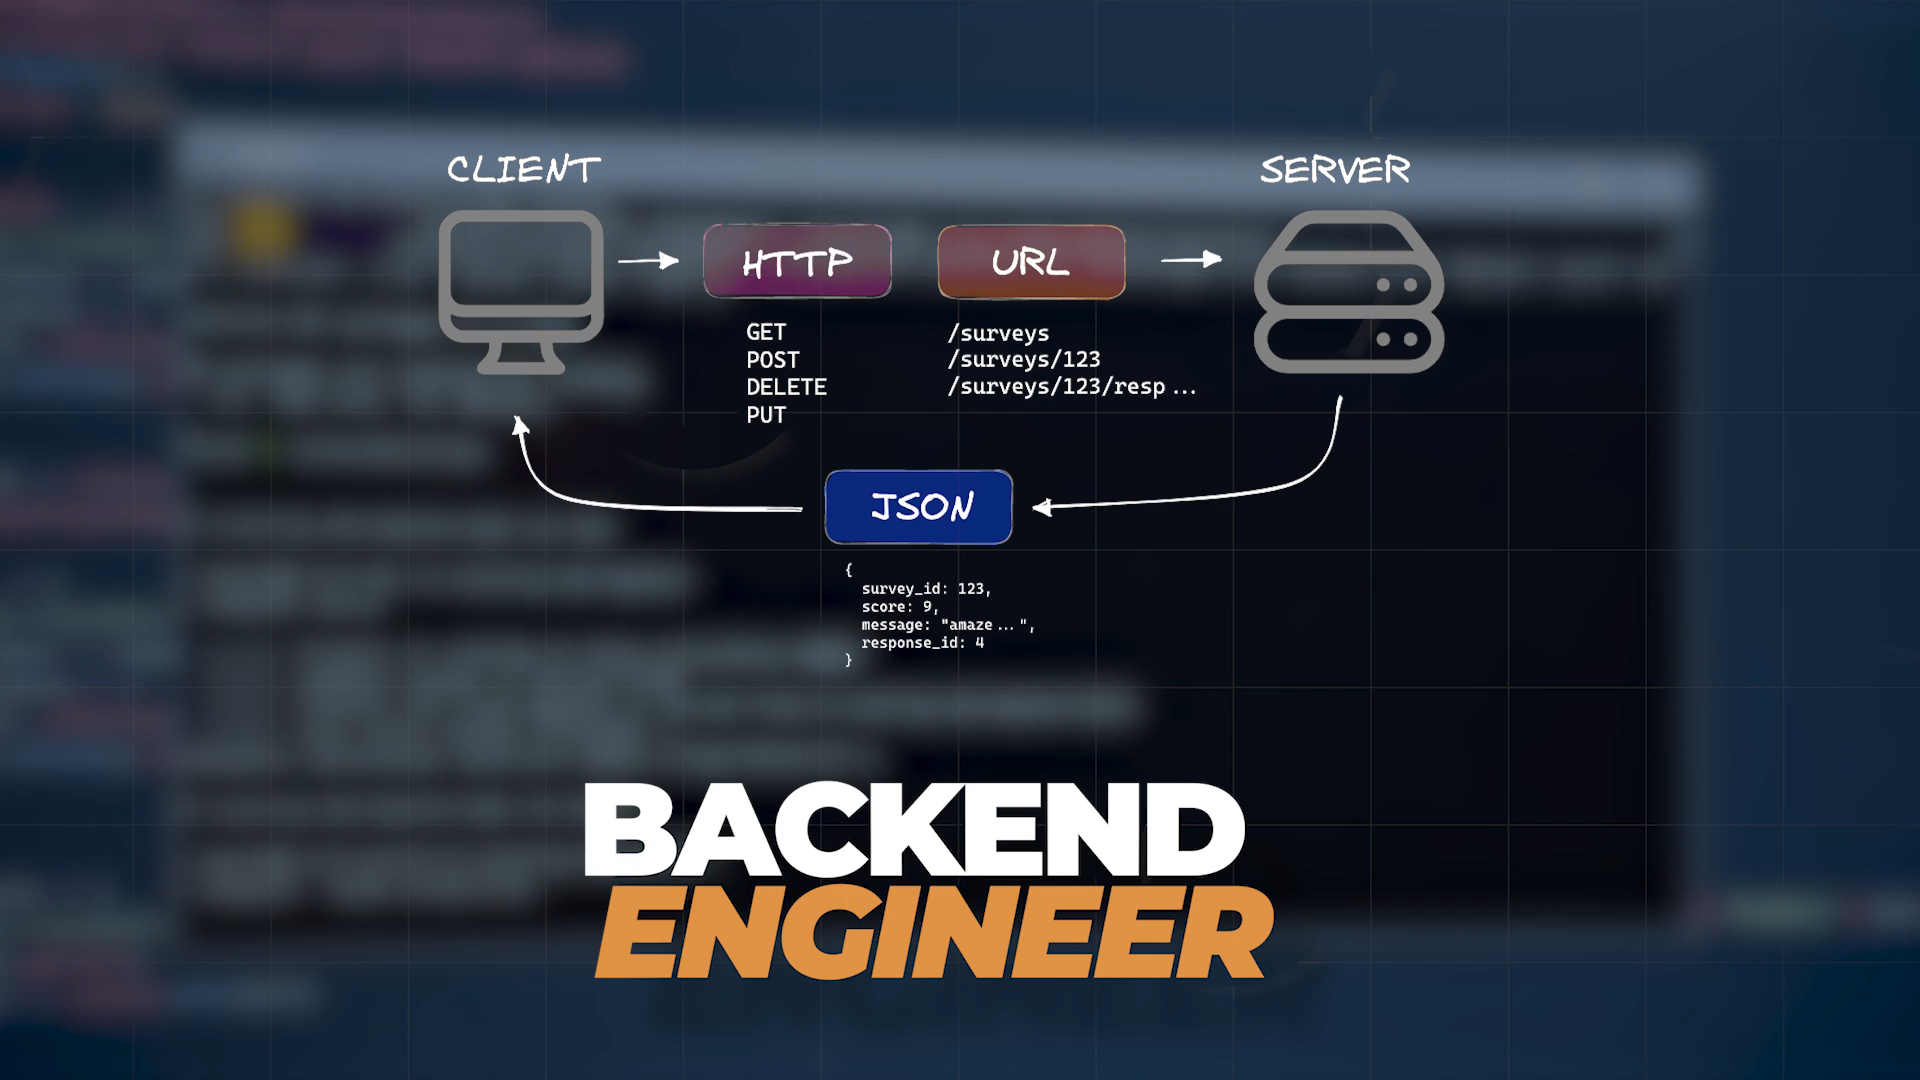 CLIENT
SERVER
HTTP
URL
GET
POST
DELETE
PUT
/surveys
/surveys/123
/surveys/123/resp...
JSON
{
survey_id: 123,
score: 9,
message: "amaze...",
response_id: 4
}
BACKEND
ENGINEER